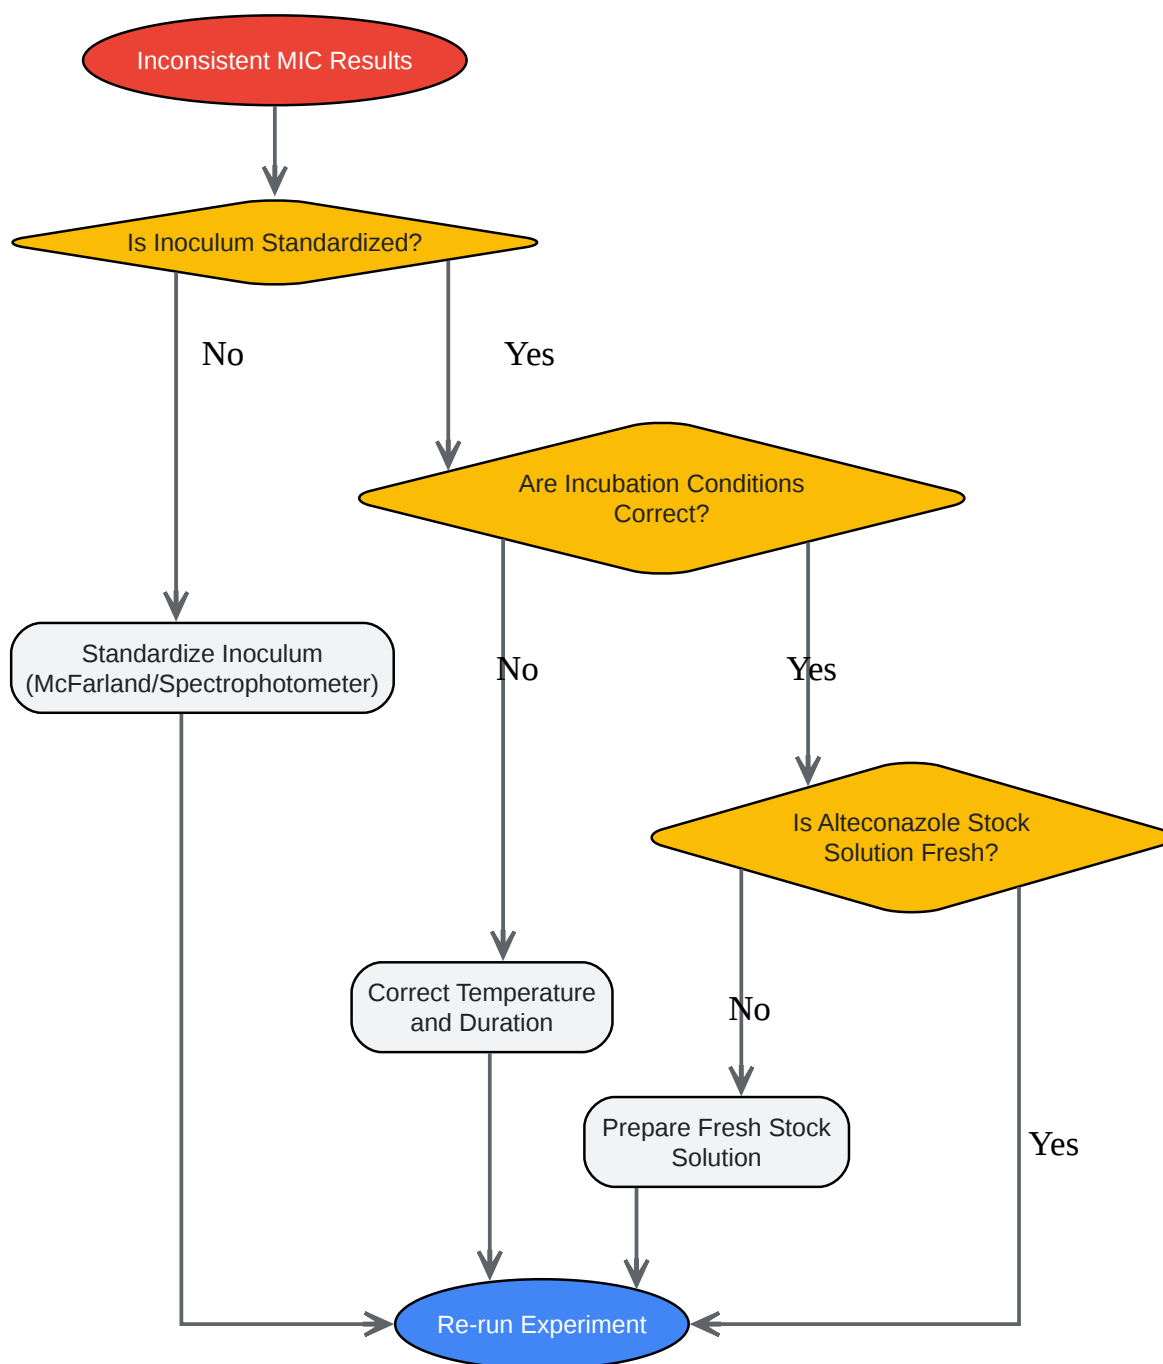 Inconsistent MIC Results
Is Inoculum Standardized?
No
Yes
Are Incubation Conditions
Correct?
Standardize Inoculum
(McFarland/Spectrophotometer)
No
Yes
Is Alteconazole Stock
Solution Fresh?
Correct Temperature
and Duration
No
Prepare Fresh Stock
Solution
Yes
Re-run Experiment